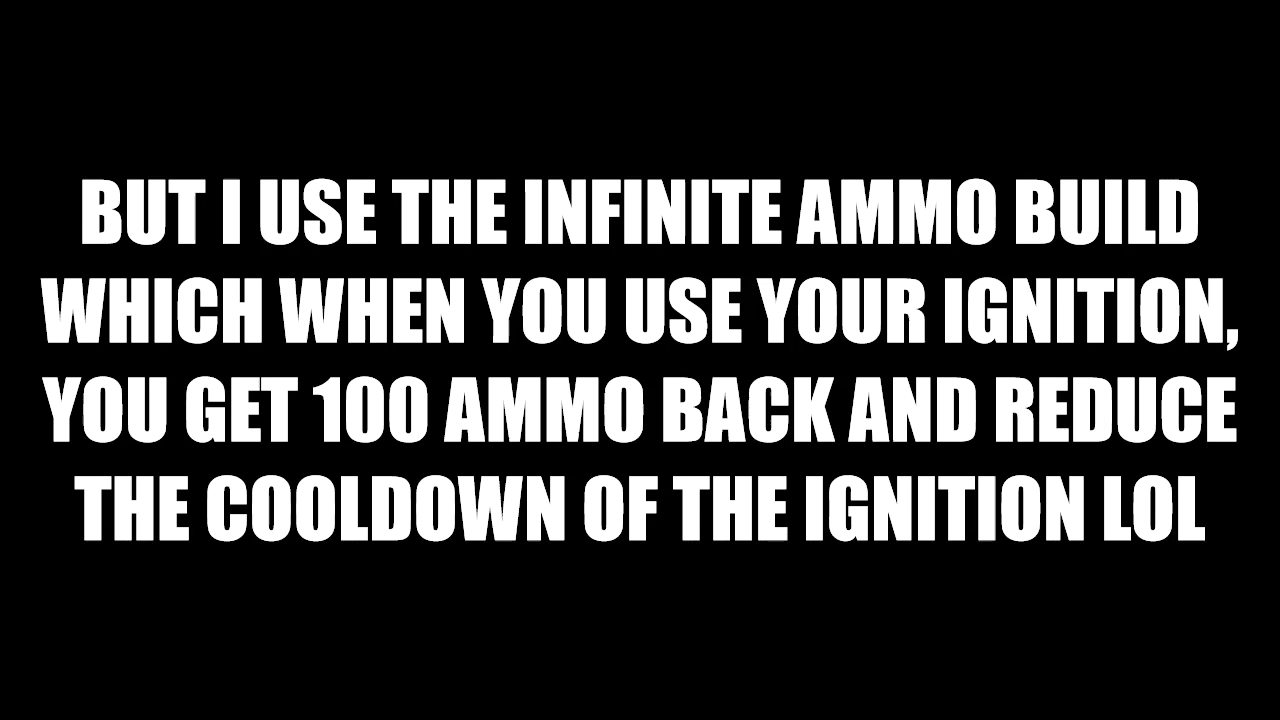 BUT I USE THE INFINITE AMMO BUILD
WHICH WHEN YOU USE YOUR IGNITION,
YOU GET 100 AMMO BACK AND REDUCE
THE COOLDOWN OF THE IGNITION LOL